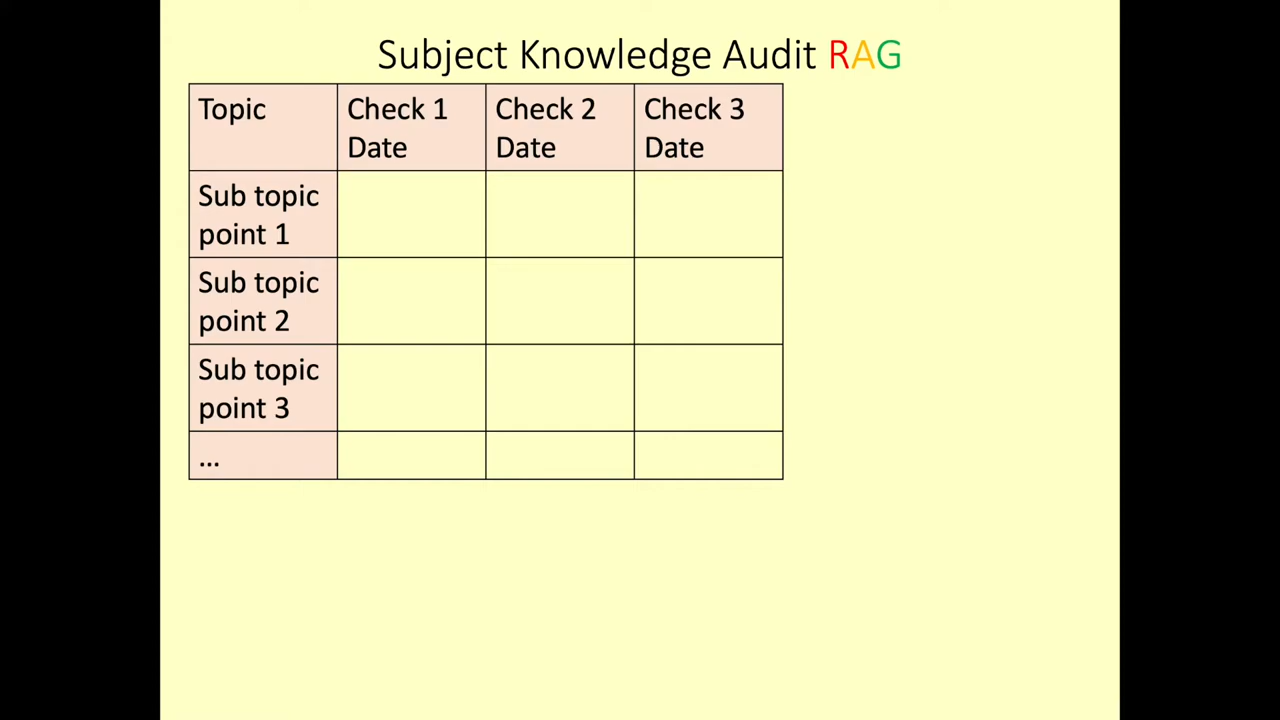 Subject Knowledge Audit RAG
Topic
Check 1
Date
Check 2
Date
Check 3
Date
Sub topic
point 1
Sub topic
point 2
Sub topic
point 3
...